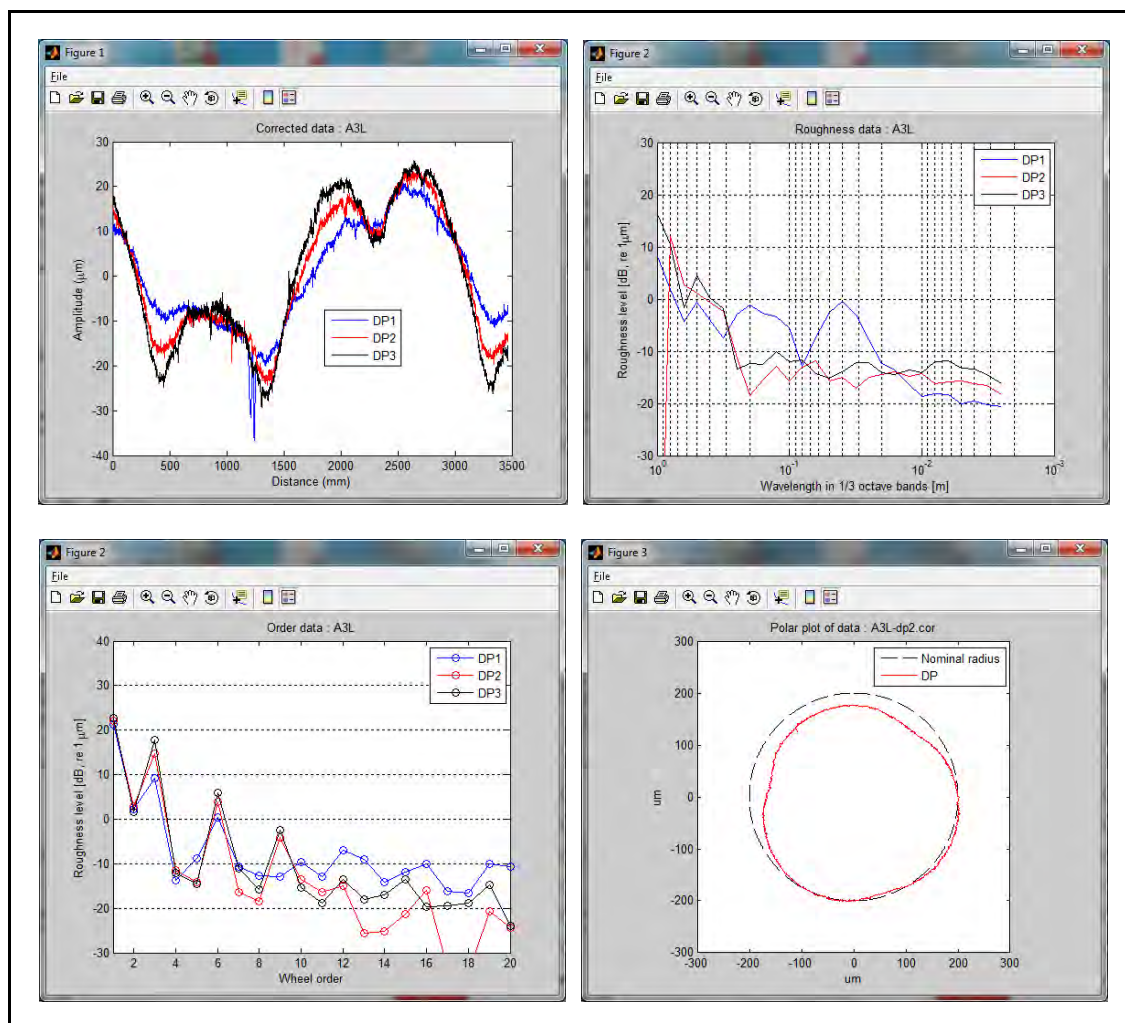 Figure 1
File
Corrected data : A3L
Amplitude (μm)
30
20
10
0
-10
-20
-30
-40
0 500 1000 1500 2000 2500 3000 3500
Distance (mm)
DP1
DP2
DP3
Figure 2
File
Roughness data : A3L
Roughness level [dB, re 1μm]
30
20
10
0
-10
-20
-30
10^0 10^-1 10^-2 10^-3
Wavelength in 1/3 octave bands [m]
DP1
DP2
DP3
Figure 2
File
Order data : A3L
Roughness level [dB, re 1 μm]
40
30
20
10
0
-10
-20
-30
2 4 6 8 10 12 14 16 18 20
Wheel order
DP1
DP2
DP3
Figure 3
File
Polar plot of data : A3L-dp2.cor
um
300
200
100
0
-100
-200
-300
-300 -200 -100 0 100 200 300
um
Nominal radius
DP